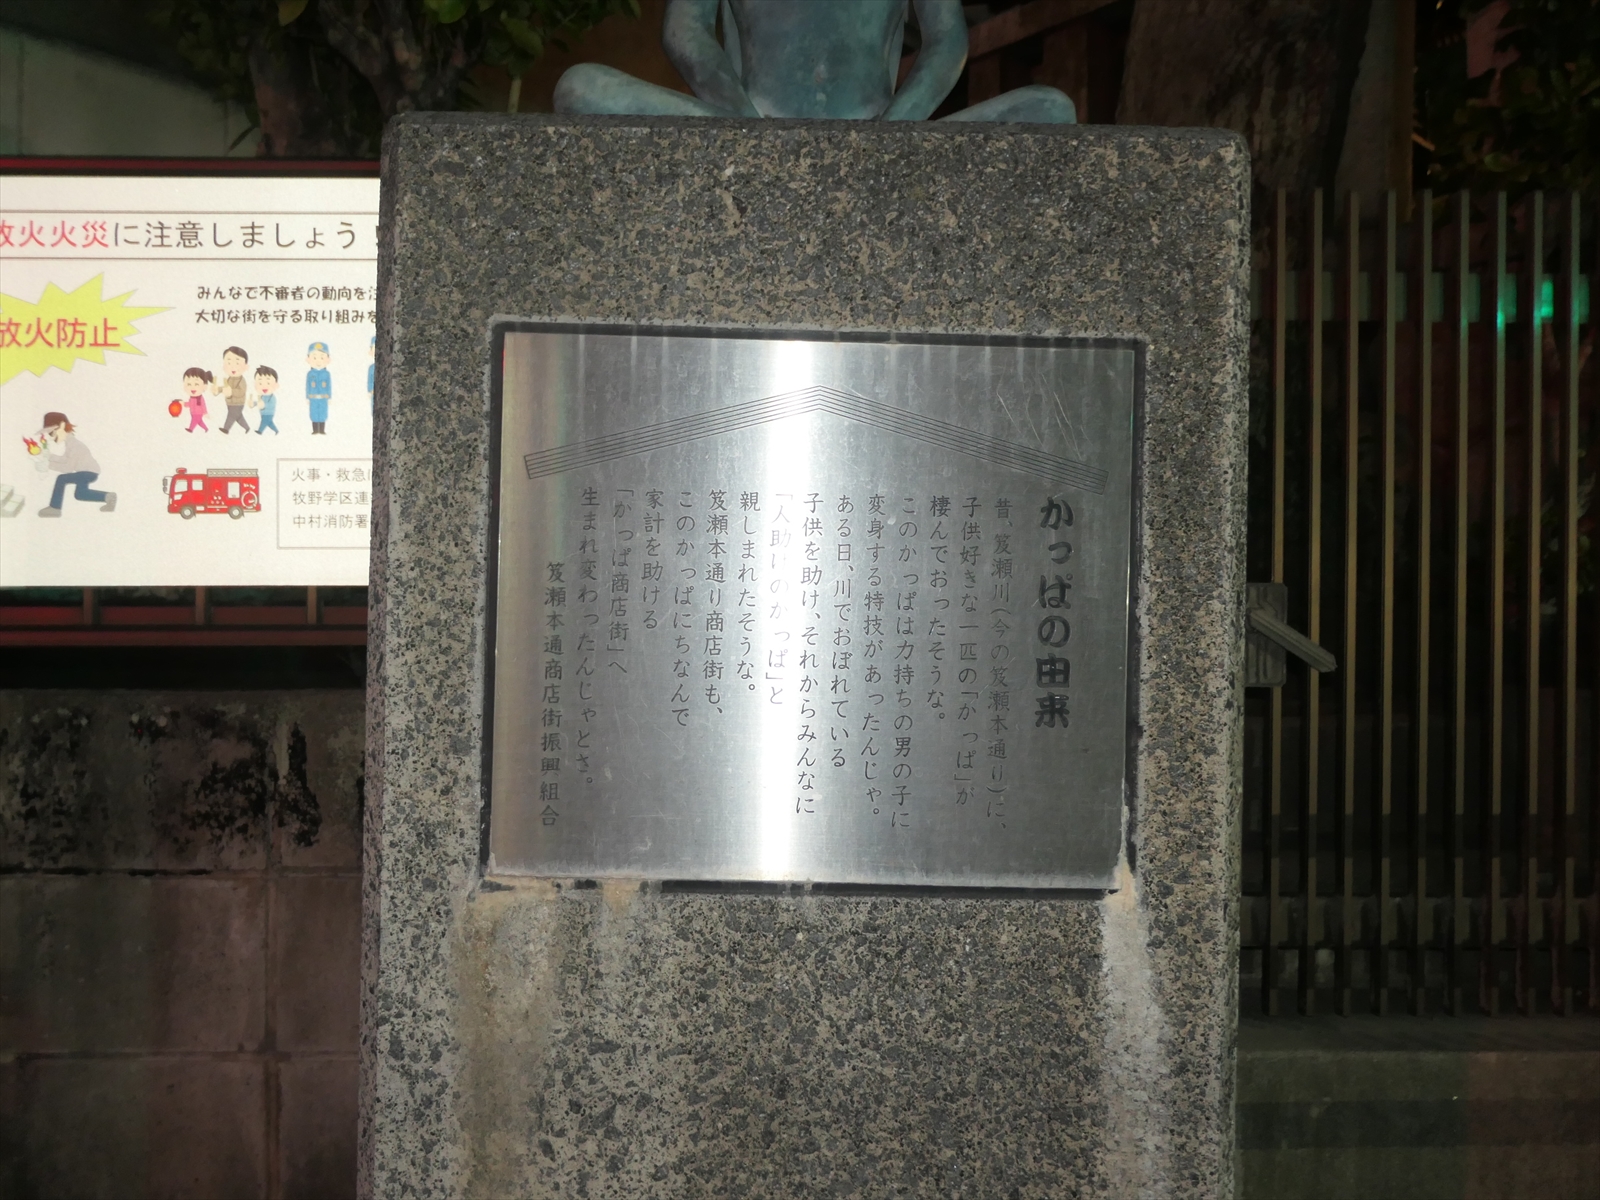 かっぱの由来
昔、笈瀬川(今の笈瀬本通り)に、
子供好きな一匹の「かっぱ」が
棲んでおったそうな。
このかっぱは力持ちの男の子に
変身する特技があったんじゃ。
ある日、川でおぼれている
子供を助け、それからみんなに
「人助けのかっぱ」と
親しまれたそうな。
笈瀬本通り商店街も、
このかっぱにちなんで
家計を助ける
「かっぱ商店街」へ
生まれ変わったんじゃとさ。
笈瀬本通商店街振興組合
放火火災に注意しましょう!
放火防止
みんなで不審者の動向を注
大切な街を守る取り組みを
火事・救急は
牧野学区連
中村消防署